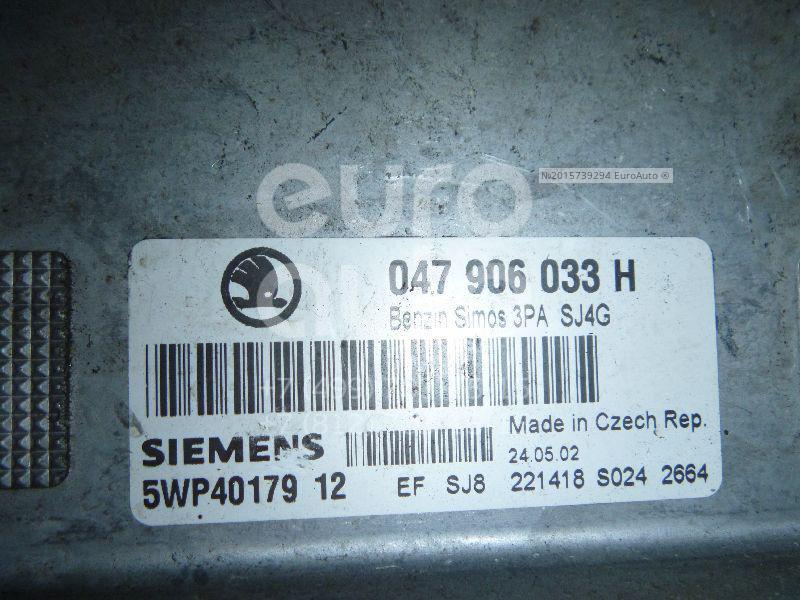 euro
№2015739294 EuroAuto ®
047 906 033 H
Benzin Simos 3PA SJ4G
Made in Czech Rep.
SIEMENS
24.05.02
5WP40179 12
EF SJ8 221418 S024 2664